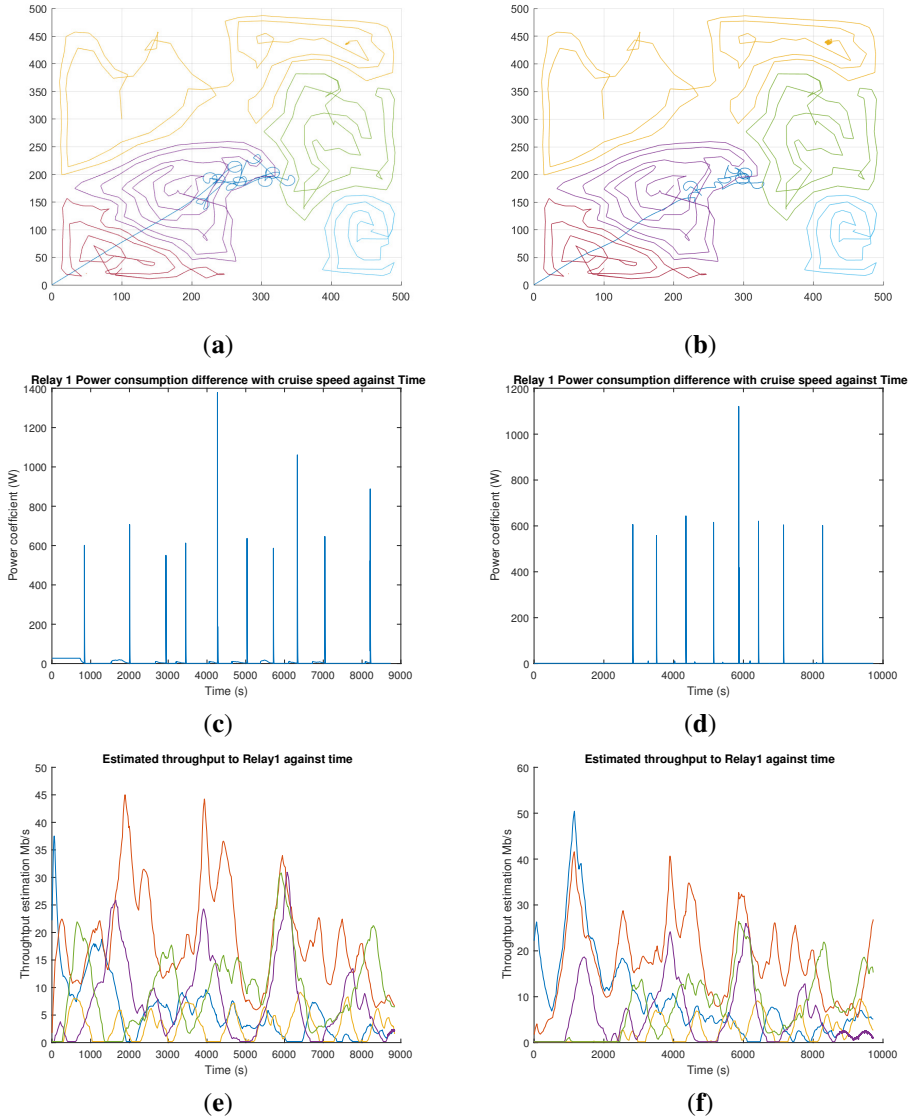 500
450
400
350
300
250
200
150
100
50
0
0 100 200 300 400 500
(a)
500
450
400
350
300
250
200
150
100
50
0
0 100 200 300 400 500
(b)
Relay 1 Power consumption difference with cruise speed against Time
1400
1200
1000
800
600
400
200
0
Power coefficient (W)
0 1000 2000 3000 4000 5000 6000 7000 8000 9000
Time (s)
(c)
Relay 1 Power consumption difference with cruise speed against Time
1200
1000
800
600
400
200
0
Power coefficient (W)
0 2000 4000 6000 8000 10000
Time (s)
(d)
Estimated throughput to Relay1 against time
50
45
40
35
30
25
20
15
10
5
0
Throughtput estimation Mb/s
0 1000 2000 3000 4000 5000 6000 7000 8000 9000
Time (s)
(e)
Estimated throughput to Relay1 against time
60
50
40
30
20
10
0
Throughtput estimation Mb/s
0 2000 4000 6000 8000 10000
Time (s)
(f)